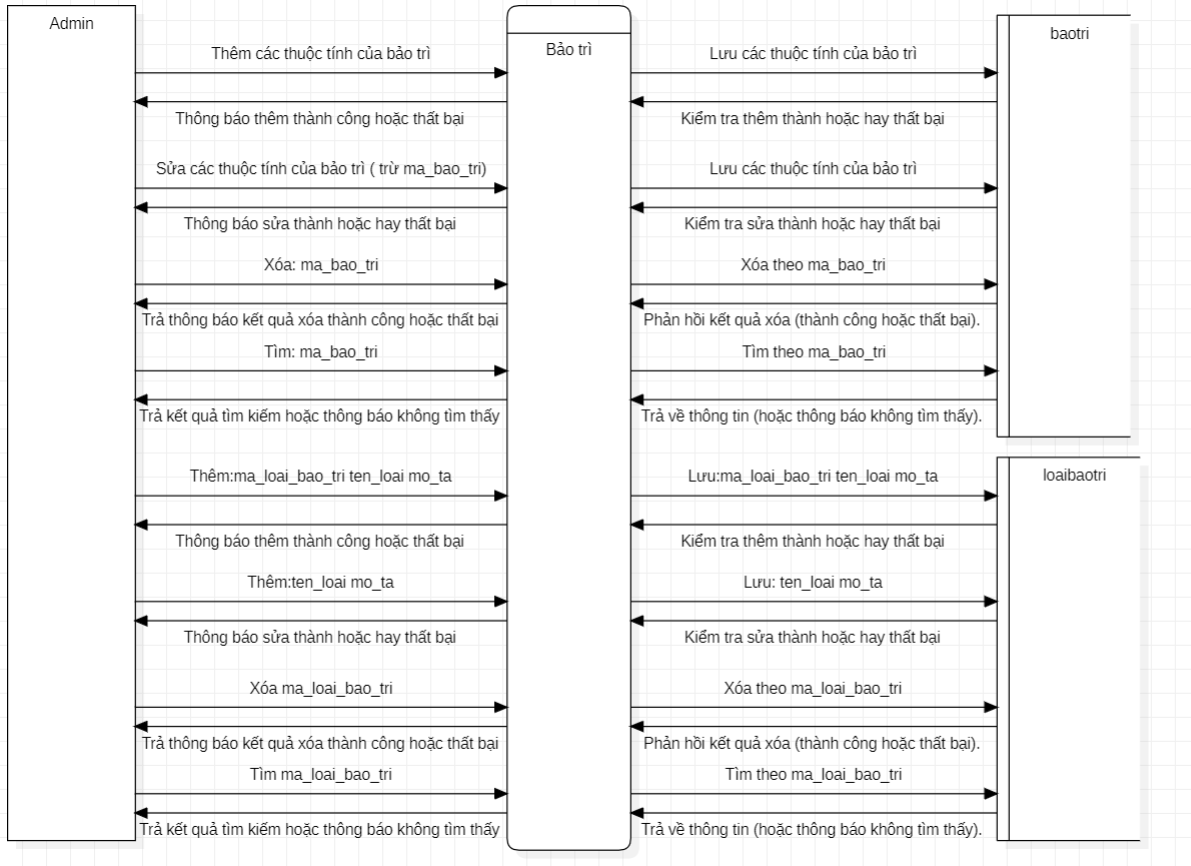 Admin
Bảo trì
baotri
Thêm các thuộc tính của bảo trì
Lưu các thuộc tính của bảo trì
Thông báo thêm thành công hoặc thất bại
Kiểm tra thêm thành hoặc hay thất bại
Sửa các thuộc tính của bảo trì ( trừ ma_bao_tri)
Lưu các thuộc tính của bảo trì
Thông báo sửa thành hoặc hay thất bại
Kiểm tra sửa thành hoặc hay thất bại
Xóa: ma_bao_tri
Xóa theo ma_bao_tri
Trả thông báo kết quả xóa thành công hoặc thất bại
Phản hồi kết quả xóa (thành công hoặc thất bại).
Tìm: ma_bao_tri
Tìm theo ma_bao_tri
Trả kết quả tìm kiếm hoặc thông báo không tìm thấy
Trả về thông tin (hoặc thông báo không tìm thấy).
loaibaotri
Thêm:ma_loai_bao_tri ten_loai mo_ta
Lưu:ma_loai_bao_tri ten_loai mo_ta
Thông báo thêm thành công hoặc thất bại
Kiểm tra thêm thành hoặc hay thất bại
Thêm:ten_loai mo_ta
Lưu: ten_loai mo_ta
Thông báo sửa thành hoặc hay thất bại
Kiểm tra sửa thành hoặc hay thất bại
Xóa ma_loai_bao_tri
Xóa theo ma_loai_bao_tri
Trả thông báo kết quả xóa thành công hoặc thất bại
Phản hồi kết quả xóa (thành công hoặc thất bại).
Tìm ma_loai_bao_tri
Tìm theo ma_loai_bao_tri
Trả kết quả tìm kiếm hoặc thông báo không tìm thấy
Trả về thông tin (hoặc thông báo không tìm thấy).